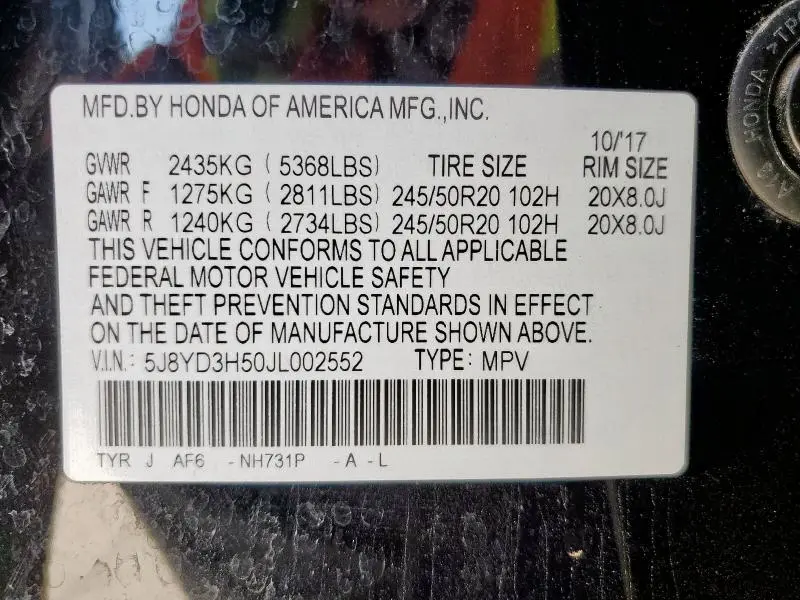 MFD.BY HONDA OF AMERICA MFG.,INC.
10/'17
GVWR 2435KG ( 5368LBS) TIRE SIZE RIM SIZE
GAWR F 1275KG ( 2811LBS) 245/50R20 102H 20X8.0J
GAWR R 1240KG ( 2734LBS) 245/50R20 102H 20X8.0J
THIS VEHICLE CONFORMS TO ALL APPLICABLE
FEDERAL MOTOR VEHICLE SAFETY
AND THEFT PREVENTION STANDARDS IN EFFECT
ON THE DATE OF MANUFACTURE SHOWN ABOVE.
V.I.N.: 5J8YD3H50JL002552 TYPE: MPV
TYR J AF6 -NH731P -A -L
HONDA